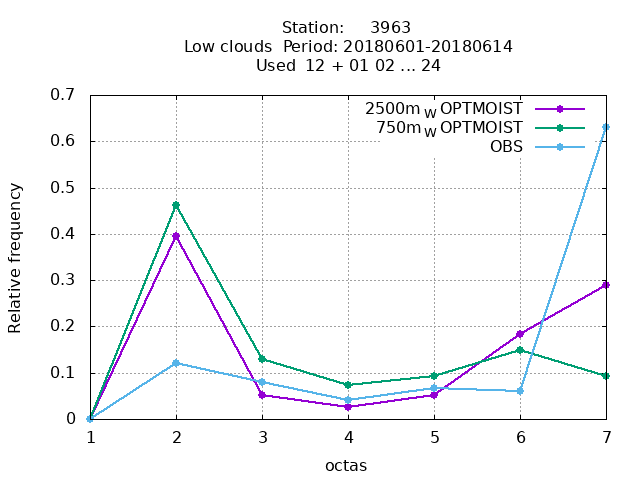 Station: 3963
Low clouds Period: 20180601-20180614
Used 12 + 01 02 ... 24
0.7
0.6
0.5
0.4
0.3
0.2
0.1
0
Relative frequency
2500m WOPTMOIST
750m WOPTMOIST
OBS
1 2 3 4 5 6 7
octas